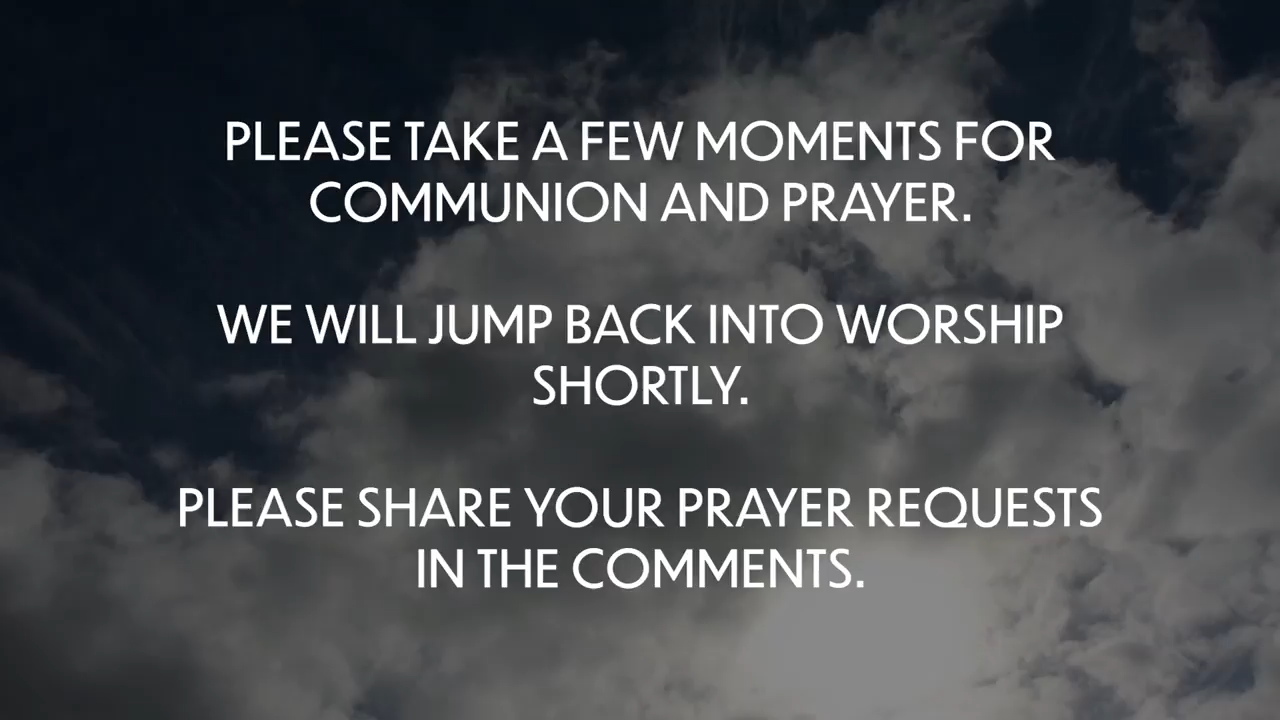 PLEASE TAKE A FEW MOMENTS FOR
COMMUNION AND PRAYER.
WE WILL JUMP BACK INTO WORSHIP
SHORTLY.
PLEASE SHARE YOUR PRAYER REQUESTS
IN THE COMMENTS.